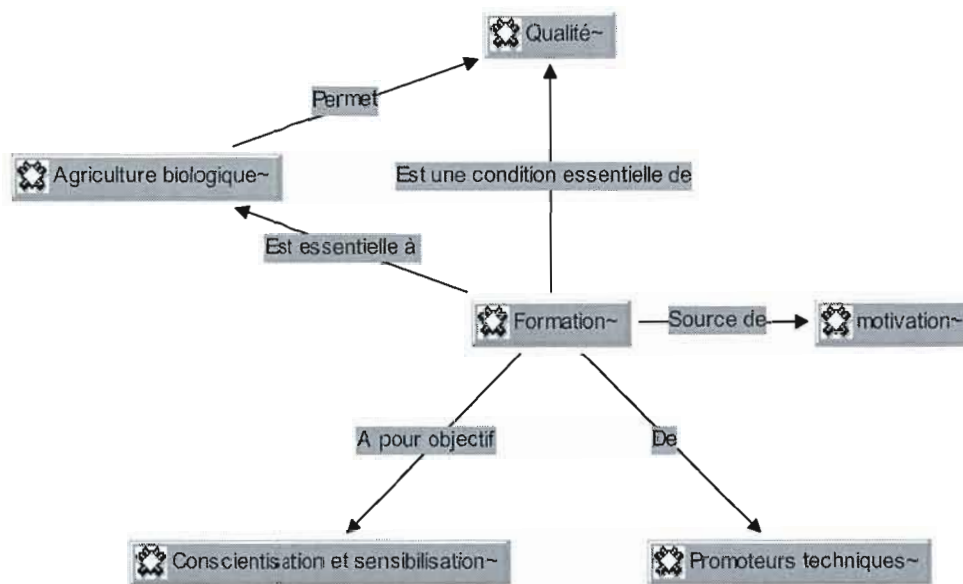 Qualité~
Permet
Agriculture biologique~
Est une condition essentielle de
Est essentielle à
Formation~
Source de
motivation~
A pour objectif
De
Conscientisation et sensibilisation~
Promoteurs techniques~